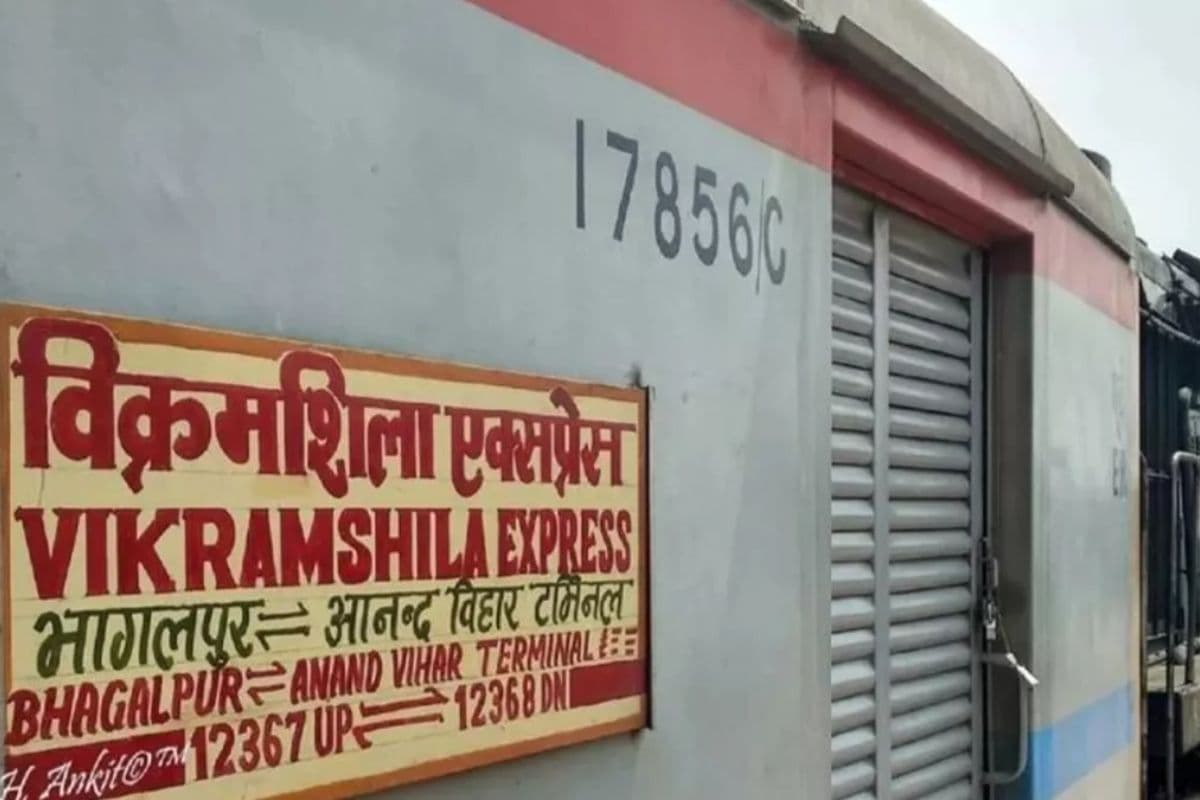 17856/C
विक्रमशिला एक्सप्रेस
VIKRAMSHILA EXPRESS
भागलपुर ⇌ आनन्द विहार टर्मिनल
BHAGALPUR ⇌ ANAND VIHAR TERMINAL
12367 UP ⇌ 12368 DN
H. Ankit©™